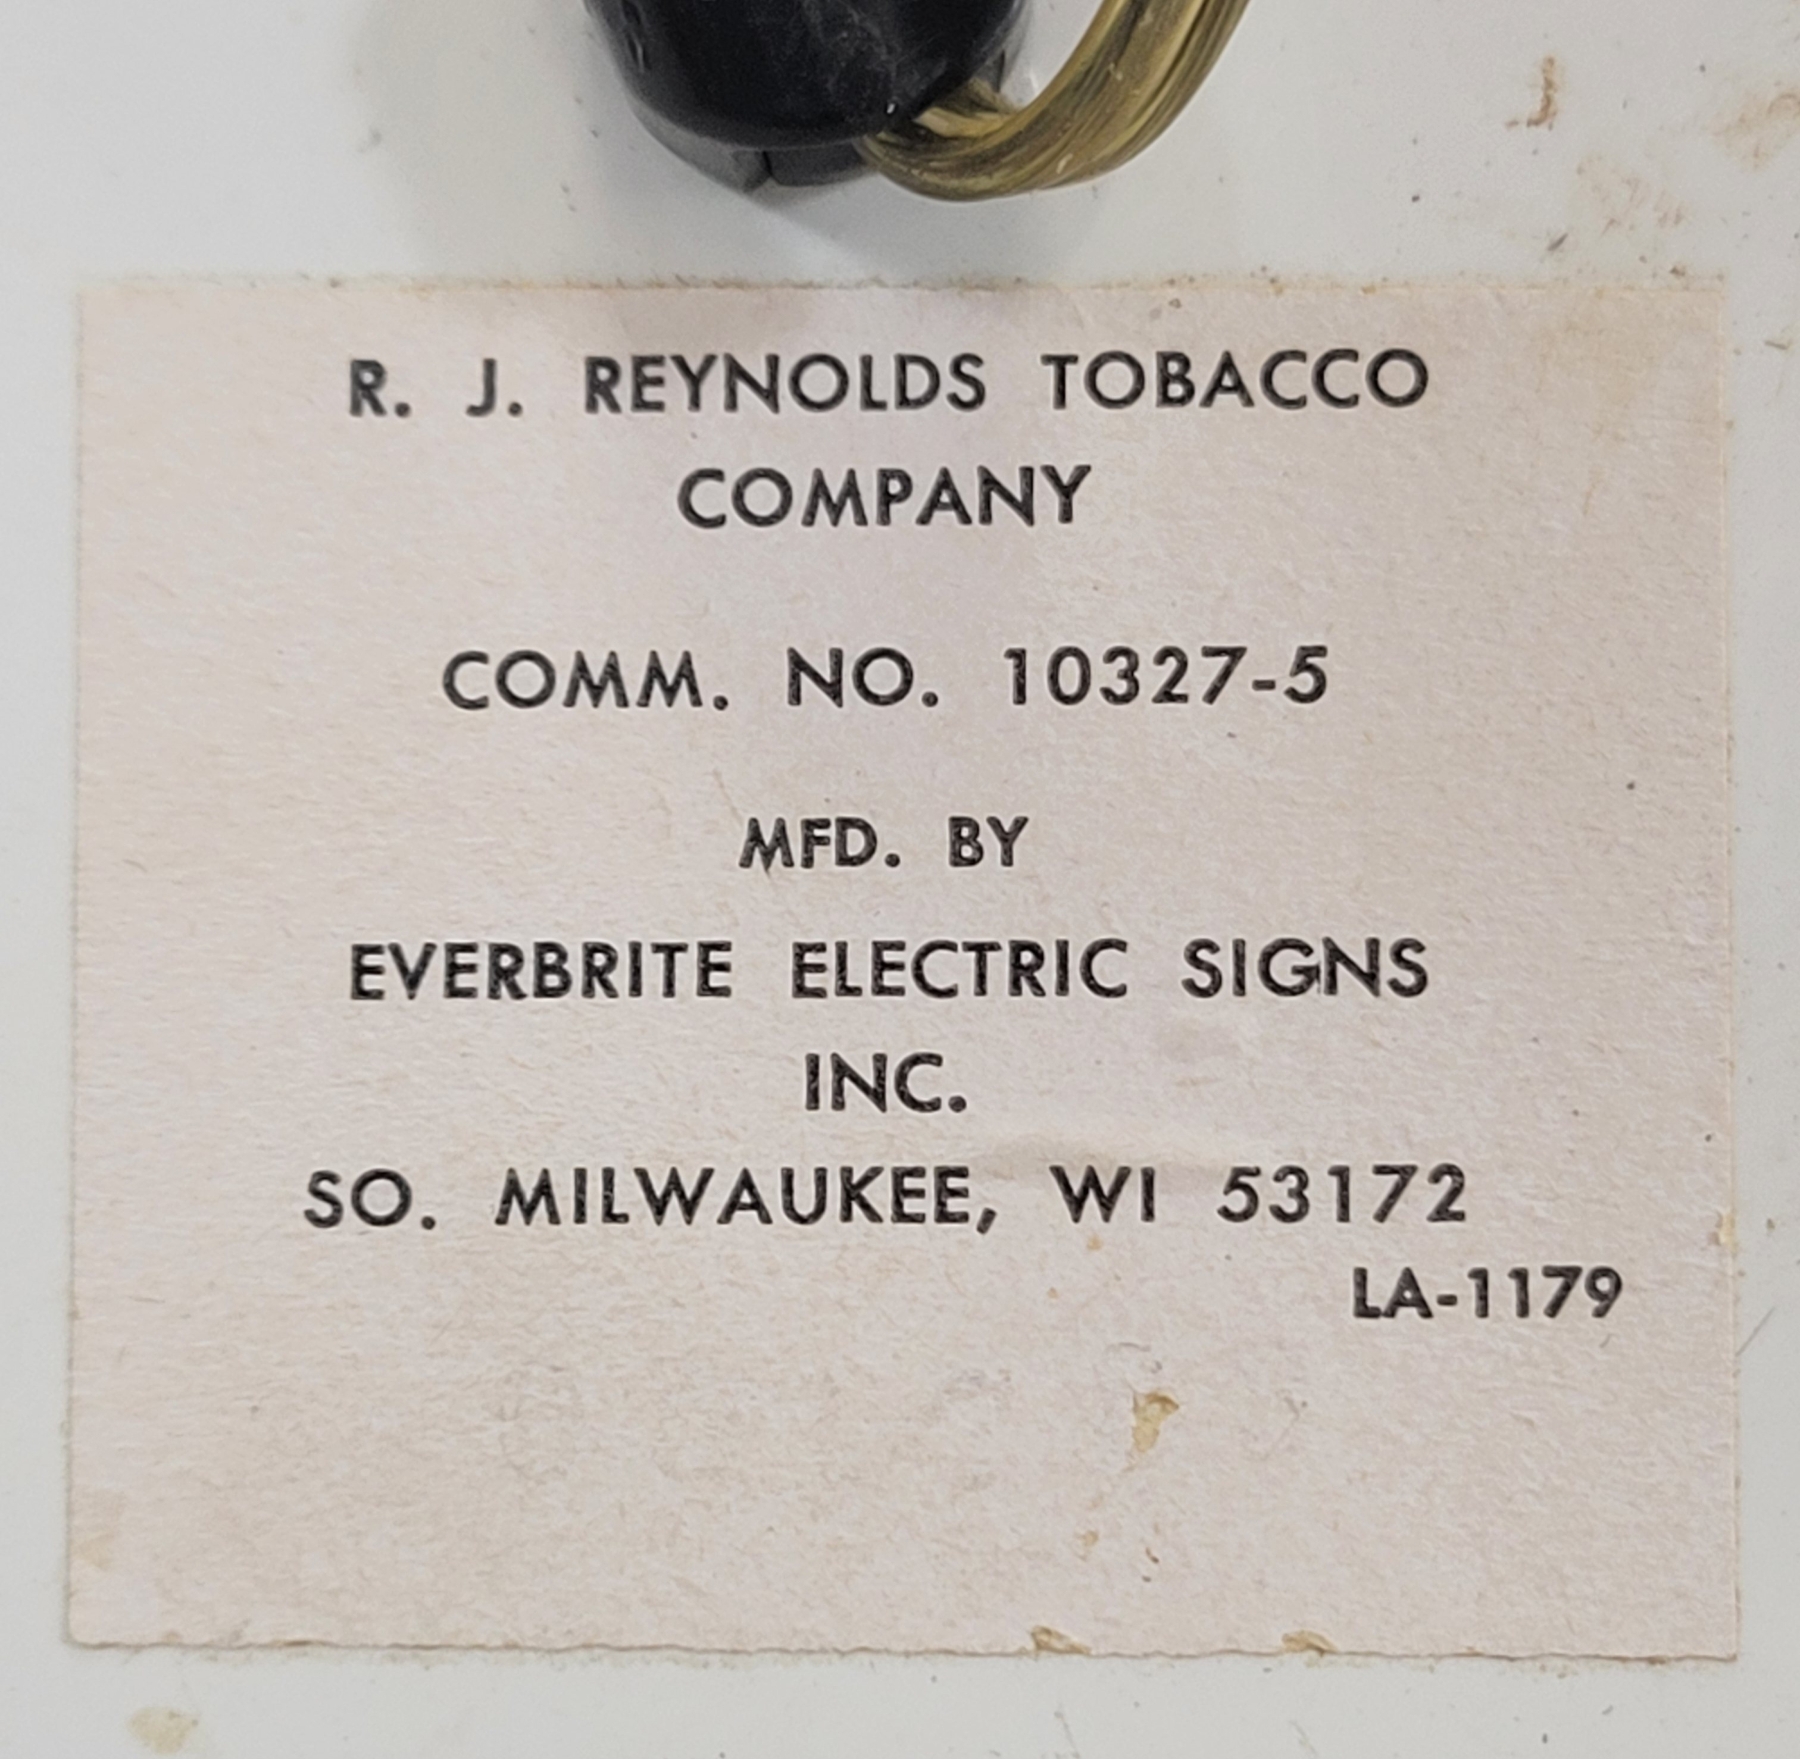 R. J. REYNOLDS TOBACCO
COMPANY
COMM. NO. 10327-5
MFD. BY
EVERBRITE ELECTRIC SIGNS
INC.
SO. MILWAUKEE, WI 53172
LA-1179